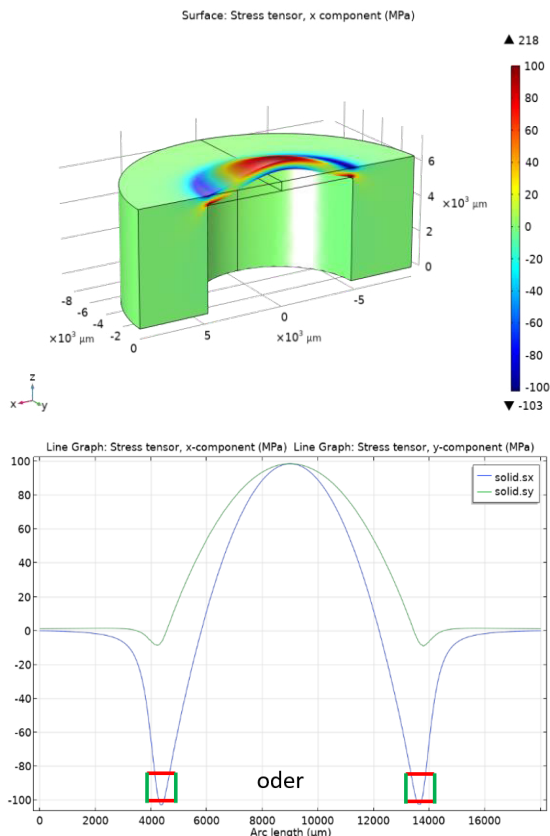 Surface: Stress tensor, x component (MPa)
▲ 218
100
80
60
40
20
0
-20
-40
-60
-80
-100
▼ -103
6
4
×10³ µm
2
0
-8
-6
-4
-2
0
×10³ µm
5
0
-5
×10³ µm
z
x
y
Line Graph: Stress tensor, x-component (MPa) Line Graph: Stress tensor, y-component (MPa)
solid.sx
solid.sy
100
80
60
40
20
0
-20
-40
-60
-80
-100
oder
0 2000 4000 6000 8000 10000 12000 14000 16000
Arc length (µm)